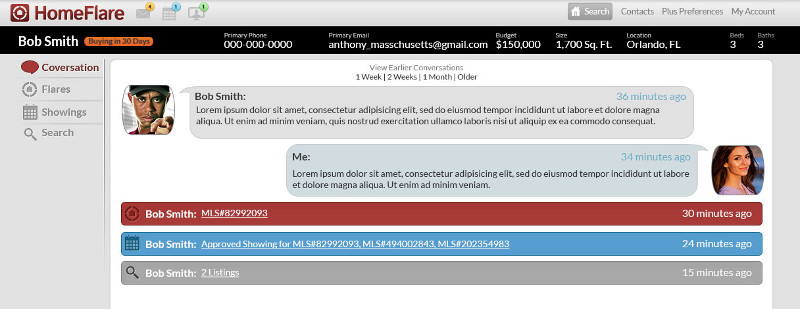 HomeFlare 4 1 1 Search Contacts Plus Preferences My Account
Primary Phone Primary Email Budget Size Location Beds Baths
Bob Smith Buying in 30 Days 000-000-0000 anthony_masschusetts@gmail.com $150,000 1,700 Sq. Ft. Orlando, FL 3 3
Coversation
Flares
Showings
Search
View Earlier Conversations
1 Week | 2 Weeks | 1 Month | Older
Bob Smith: 36 minutes ago
Lorem ipsum dolor sit amet, consectetur adipisicing elit, sed do eiusmod tempor incididunt ut labore et dolore magna
aliqua. Ut enim ad minim veniam, quis nostrud exercitation ullamco laboris nisi ut aliquip ex ea commodo consequat.
Me: 34 minutes ago
Lorem ipsum dolor sit amet, consectetur adipisicing elit, sed do eiusmod tempor incididunt ut labore
et dolore magna aliqua. Ut enim ad minim veniam.
Bob Smith: MLS#82992093 30 minutes ago
Bob Smith: Approved Showing for MLS#82992093, MLS#494002843, MLS#202354983 24 minutes ago
Bob Smith: 2 Listings 15 minutes ago